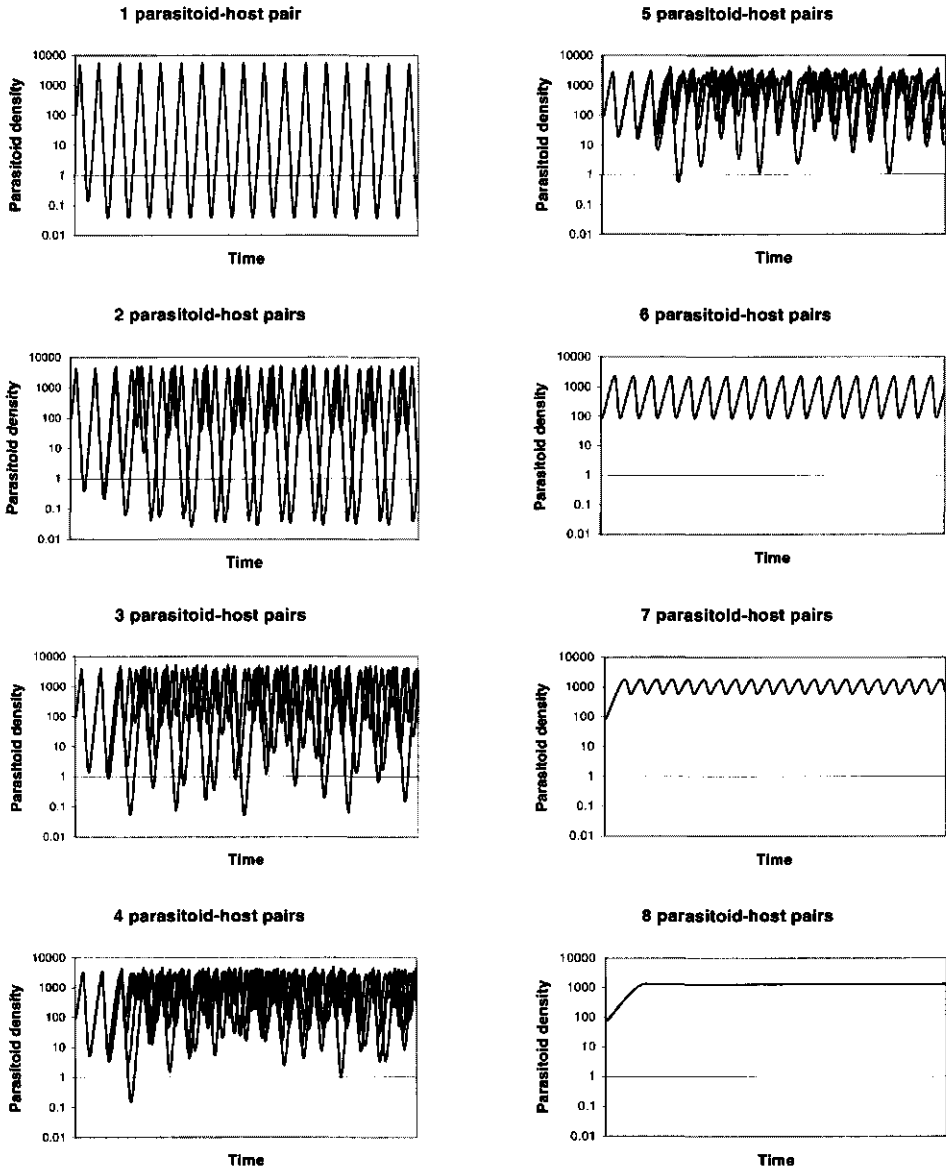 1 parasitoid-host pair
Parasitoid density
10000
1000
100
10
1
0.1
0.01
Time
2 parasitoid-host pairs
Parasitoid density
10000
1000
100
10
1
0.1
0.01
Time
3 parasitoid-host pairs
Parasitoid density
10000
1000
100
10
1
0.1
0.01
Time
4 parasitoid-host pairs
Parasitoid density
10000
1000
100
10
1
0.1
0.01
Time
5 parasitoid-host pairs
Parasitoid density
10000
1000
100
10
1
0.1
0.01
Time
6 parasitoid-host pairs
Parasitoid density
10000
1000
100
10
1
0.1
0.01
Time
7 parasitoid-host pairs
Parasitoid density
10000
1000
100
10
1
0.1
0.01
Time
8 parasitoid-host pairs
Parasitoid density
10000
1000
100
10
1
0.1
0.01
Time